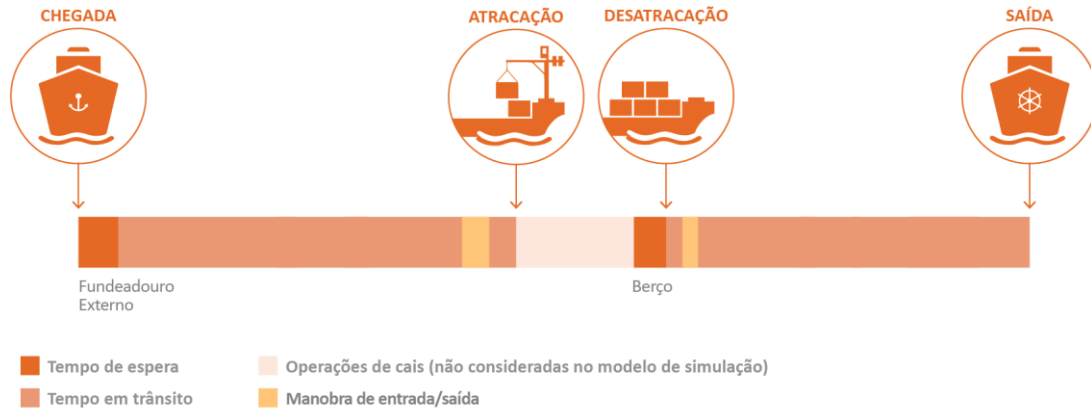 CHEGADA
ATRACAÇÃO
DESATRACAÇÃO
SAÍDA
Fundeadouro
Externo
Berço
Tempo de espera
Operações de cais (não consideradas no modelo de simulação)
Tempo em trânsito
Manobra de entrada/saída